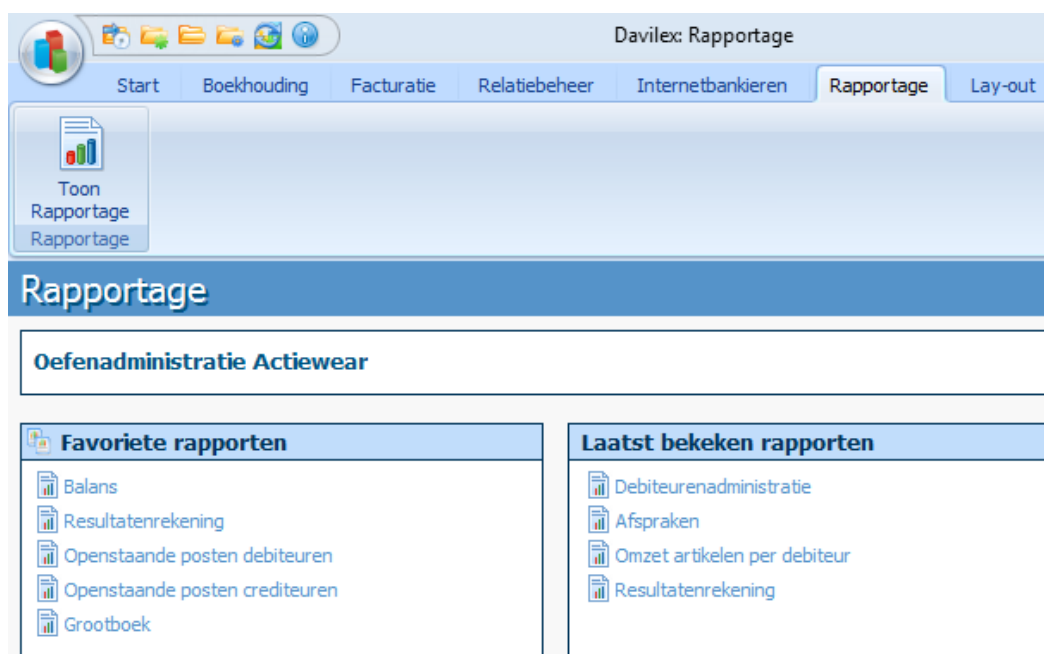 Davilex: Rapportage
Start Boekhouding Facturatie Relatiebeheer Internetbankieren Rapportage Lay-out
Toon
Rapportage
Rapportage
Rapportage
Oefenadministratie Actiewear
Favoriete rapporten
Balans
Resultatenrekening
Openstaande posten debiteuren
Openstaande posten crediteuren
Grootboek
Laatst bekeken rapporten
Debiteurenadministratie
Afspraken
Omzet artikelen per debiteur
Resultatenrekening